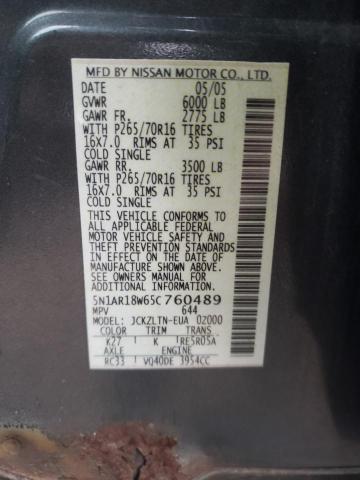 MFD BY NISSAN MOTOR CO., LTD.
DATE 05/05
GVWR 6000 LB
GAWR FR. 2775 LB
WITH P265/70R16 TIRES
16X7.0 RIMS AT 35 PSI
COLD SINGLE
GAWR RR. 3500 LB
WITH P265/70R16 TIRES
16X7.0 RIMS AT 35 PSI
COLD SINGLE
THIS VEHICLE CONFORMS TO
ALL APPLICABLE FEDERAL
MOTOR VEHICLE SAFETY AND
THEFT PREVENTION STANDARDS
IN EFFECT ON THE DATE OF
MANUFACTURE SHOWN ABOVE.
SEE OWNERS MANUAL FOR
ADDITIONAL INFORMATION.
5N1AR18W65C760489
MPV 644
MODEL: JCKZLTN-EUA 02000
COLOR TRIM TRANS
K27 K RE5R05A
AXLE ENGINE
RC33 VQ40DE 3954CC